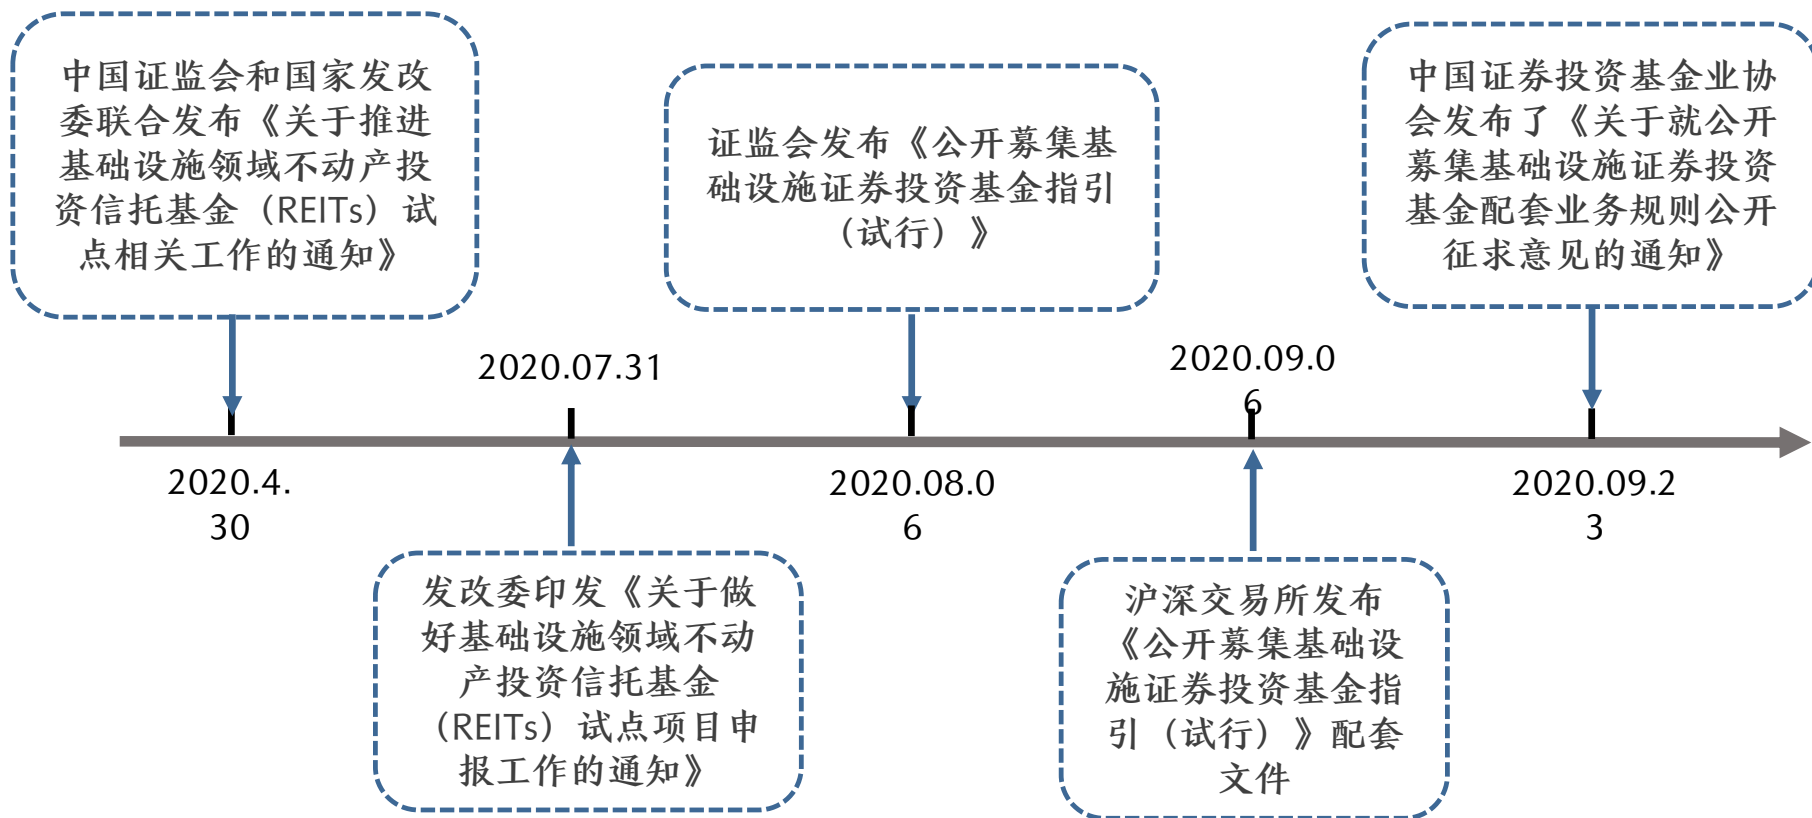 中国证监会和国家发改
委联合发布《关于推进
基础设施领域不动产投
资信托基金（REITs）试
点相关工作的通知》
证监会发布《公开募集基
础设施证券投资基金指引
（试行）》
中国证券投资基金业协
会发布了《关于就公开
募集基础设施证券投资
基金配套业务规则公开
征求意见的通知》
2020.07.31
2020.09.0
6
2020.4.
30
2020.08.0
6
2020.09.2
3
发改委印发《关于做
好基础设施领域不动
产投资信托基金
（REITs）试点项目申
报工作的通知》
沪深交易所发布
《公开募集基础设
施证券投资基金指
引（试行）》配套
文件